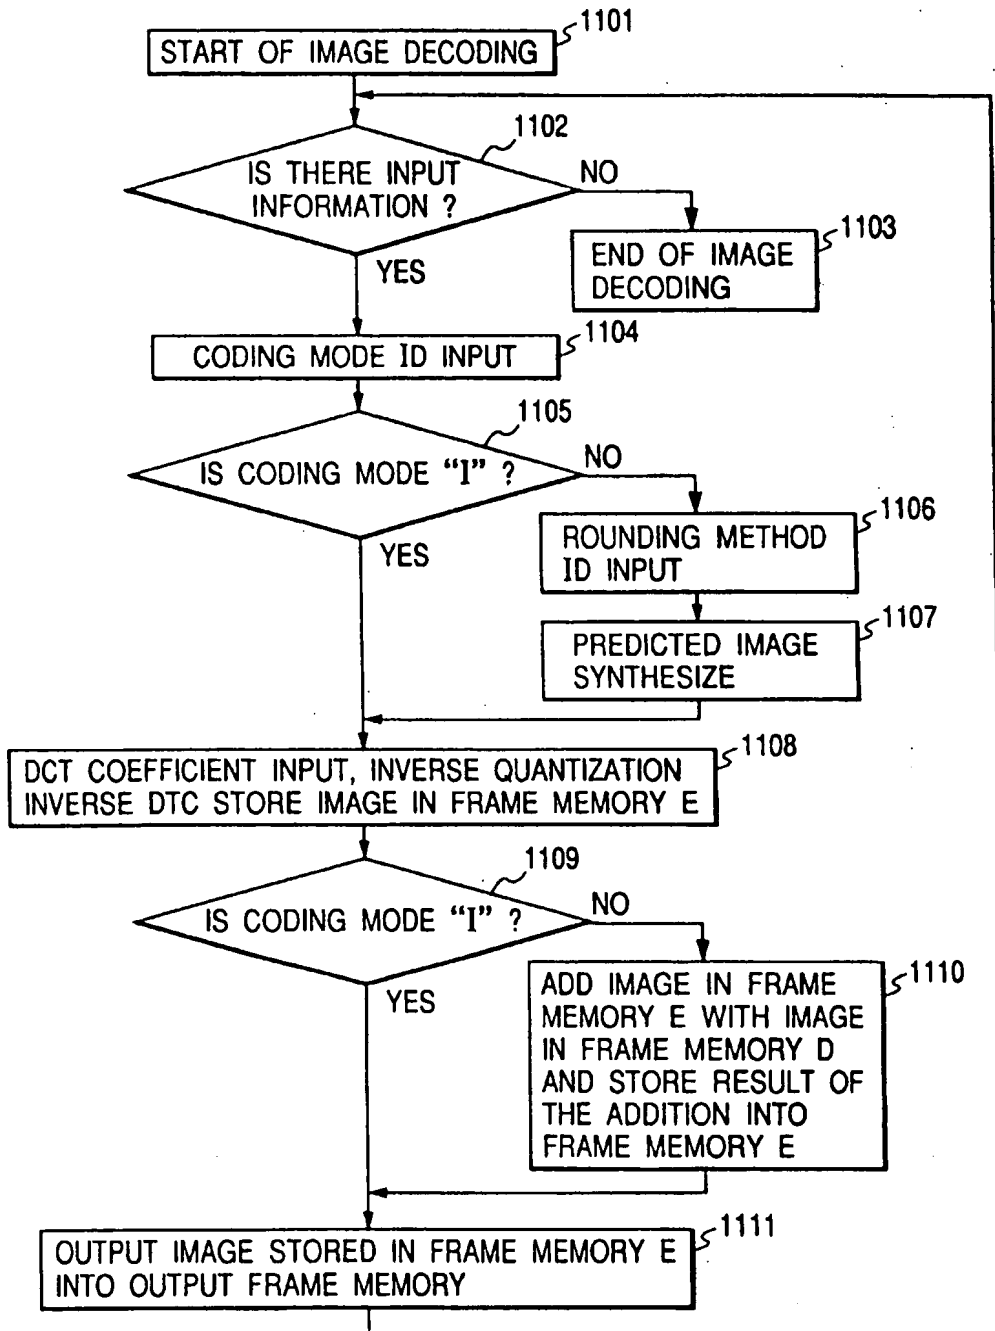 1101
START OF IMAGE DECODING
1102
IS THERE INPUT
INFORMATION ?
NO
YES
1103
END OF IMAGE
DECODING
1104
CODING MODE ID INPUT
1105
IS CODING MODE “I” ?
NO
YES
1106
ROUNDING METHOD
ID INPUT
1107
PREDICTED IMAGE
SYNTHESIZE
1108
DCT COEFFICIENT INPUT, INVERSE QUANTIZATION
INVERSE DTC STORE IMAGE IN FRAME MEMORY E
1109
IS CODING MODE “I” ?
NO
YES
1110
ADD IMAGE IN FRAME
MEMORY E WITH IMAGE
IN FRAME MEMORY D
AND STORE RESULT OF
THE ADDITION INTO
FRAME MEMORY E
1111
OUTPUT IMAGE STORED IN FRAME MEMORY E
INTO OUTPUT FRAME MEMORY